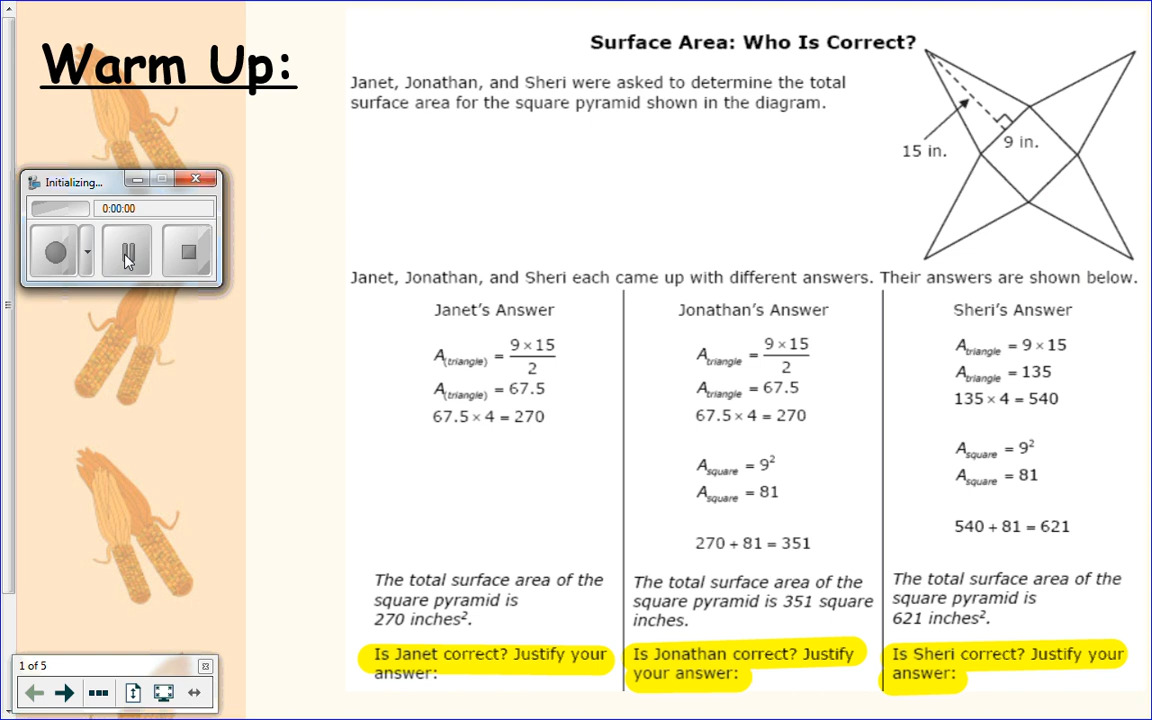 Warm Up:
Initializing...
0:00:00
1 of 5
Surface Area: Who Is Correct?
Janet, Jonathan, and Sheri were asked to determine the total
surface area for the square pyramid shown in the diagram.
15 in.
9 in.
Janet, Jonathan, and Sheri each came up with different answers. Their answers are shown below.
Janet's Answer
A(triangle) = 9 × 15 / 2
A(triangle) = 67.5
67.5 × 4 = 270
The total surface area of the
square pyramid is
270 inches².
Is Janet correct? Justify your
answer:
Jonathan's Answer
Atriangle = 9 × 15 / 2
Atriangle = 67.5
67.5 × 4 = 270
Asquare = 9²
Asquare = 81
270 + 81 = 351
The total surface area of the
square pyramid is 351 square
inches.
Is Jonathan correct? Justify
your answer:
Sheri's Answer
Atriangle = 9 × 15
Atriangle = 135
135 × 4 = 540
Asquare = 9²
Asquare = 81
540 + 81 = 621
The total surface area of the
square pyramid is
621 inches².
Is Sheri correct? Justify your
answer: